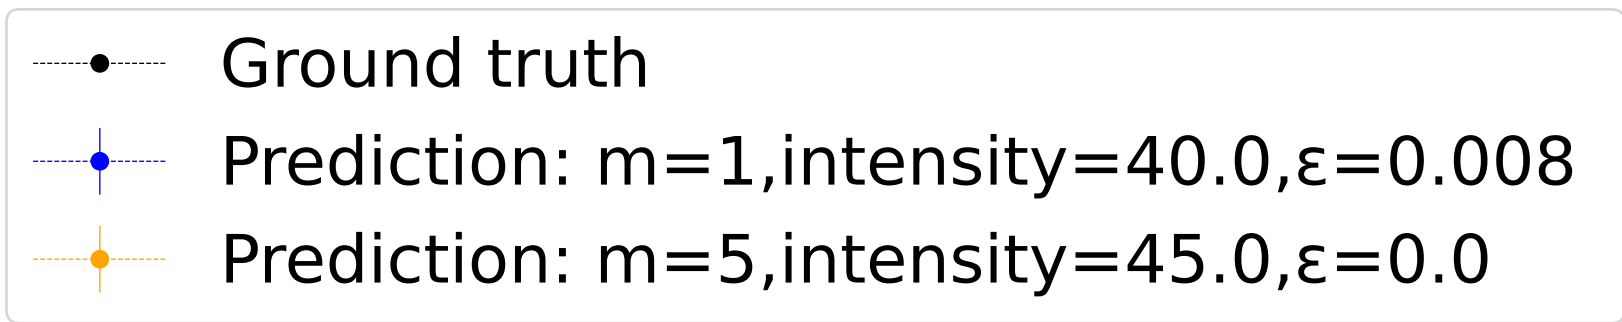 Ground truth
Prediction: m=1,intensity=40.0,ε=0.008
Prediction: m=5,intensity=45.0,ε=0.0